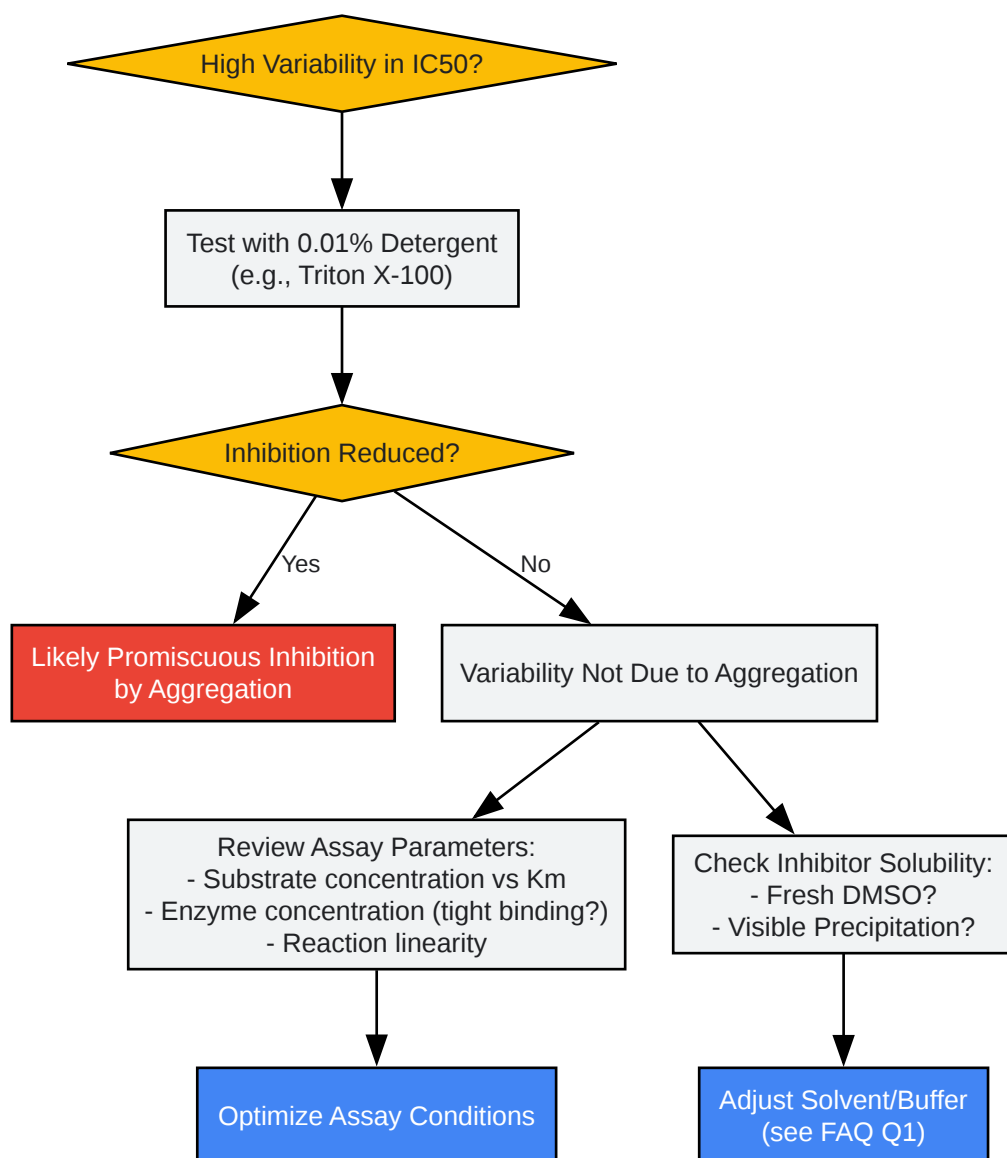 High Variability in IC50?
Test with 0.01% Detergent
(e.g., Triton X-100)
Inhibition Reduced?
Yes
No
Likely Promiscuous Inhibition
by Aggregation
Variability Not Due to Aggregation
Review Assay Parameters:
- Substrate concentration vs Km
- Enzyme concentration (tight binding?)
- Reaction linearity
Check Inhibitor Solubility:
- Fresh DMSO?
- Visible Precipitation?
Optimize Assay Conditions
Adjust Solvent/Buffer
(see FAQ Q1)